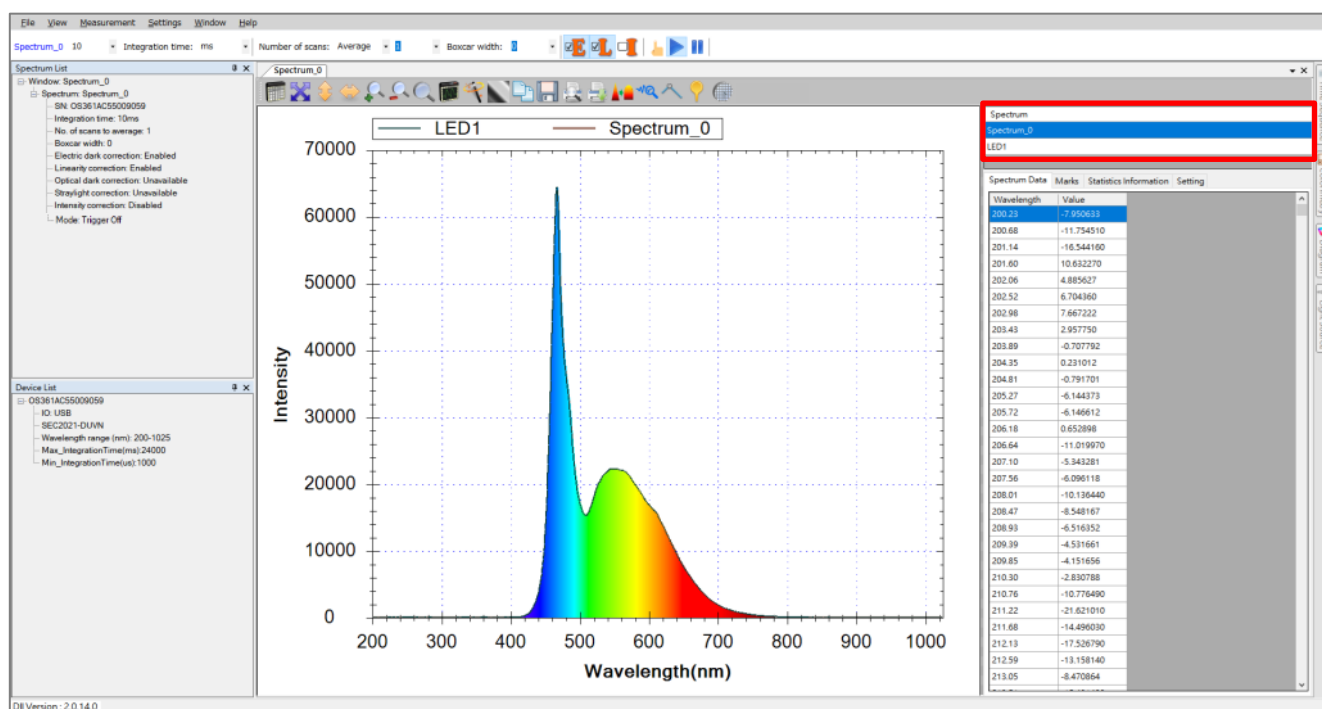 File View Measurement Settings Window Help
Spectrum_0 10 Integration time: ms Number of scans: Average 1 Boxcar width: 0
Spectrum List
Window: Spectrum_0
Spectrum: Spectrum_0
SN: OS361AC55009059
Integration time: 10ms
No. of scans to average: 1
Boxcar width: 0
Electric dark correction: Enabled
Linearity correction: Enabled
Optical dark correction: Unavailable
Straylight correction: Unavailable
Intensity correction: Disabled
Mode: Trigger Off
Device List
OS361AC55009059
IO: USB
SEC2021-DUVN
Wavelength range (nm): 200-1025
Max_IntegrationTime(ms):24000
Min_IntegrationTime(us):1000
Spectrum_0
LED1 Spectrum_0
70000
60000
50000
40000
30000
20000
10000
0
Intensity
200 300 400 500 600 700 800 900 1000
Wavelength(nm)
Spectrum
Spectrum_0
LED1
Spectrum Data Marks Statistics Information Setting
Wavelength Value
200.23 -7.950633
200.68 -11.754510
201.14 -16.544160
201.60 10.632270
202.06 4.885627
202.52 6.704360
202.98 7.667222
203.43 2.957750
203.89 -0.707792
204.35 0.231012
204.81 -0.791701
205.27 -6.144373
205.72 -6.146612
206.18 0.652898
206.64 -11.019970
207.10 -5.343281
207.56 -6.096118
208.01 -10.136440
208.47 -8.548167
208.93 -6.516352
209.39 -4.531661
209.85 -4.151656
210.30 -2.830788
210.76 -10.776490
211.22 -21.621010
211.68 -14.496030
212.13 -17.526790
212.59 -13.158140
213.05 -8.470864
Dll Version : 2.0.14.0